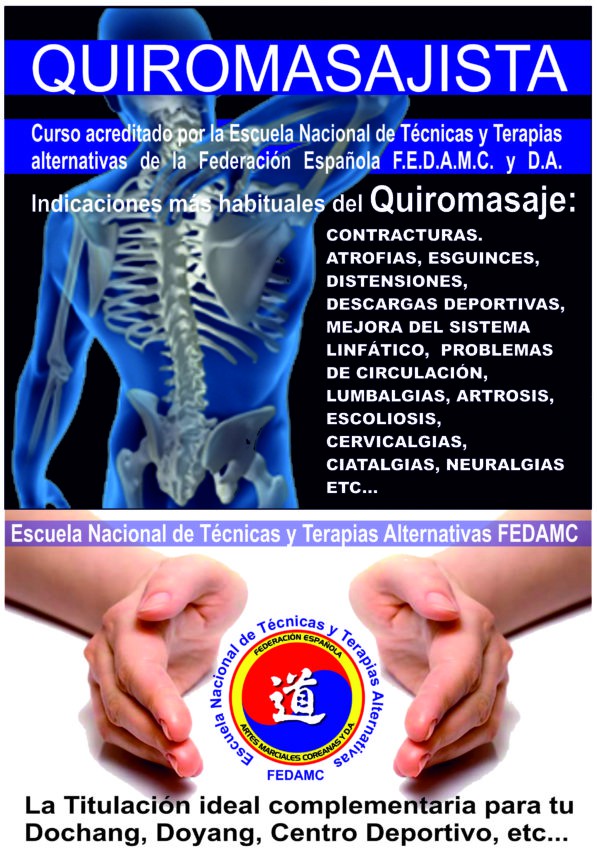 QUIROMASAJISTA
Curso acreditado por la Escuela Nacional de Técnicas y Terapias
alternativas de la Federación Española F.E.D.A.M.C. y D.A.
Indicaciones más habituales del Quiromasaje:
CONTRACTURAS.
ATROFIAS, ESGUINCES,
DISTENSIONES,
DESCARGAS DEPORTIVAS,
MEJORA DEL SISTEMA
LINFÁTICO, PROBLEMAS
DE CIRCULACIÓN,
LUMBALGIAS, ARTROSIS,
ESCOLIOSIS,
CERVICALGIAS,
CIATALGIAS, NEURALGIAS
ETC...
Escuela Nacional de Técnicas y Terapias Alternativas FEDAMC
Escuela Nacional de Técnicas y Terapias Alternativas
FEDERACIÓN ESPAÑOLA
道
ARTES MARCIALES COREANAS Y D.A.
FEDAMC
La Titulación ideal complementaria para tu
Dochang, Doyang, Centro Deportivo, etc...